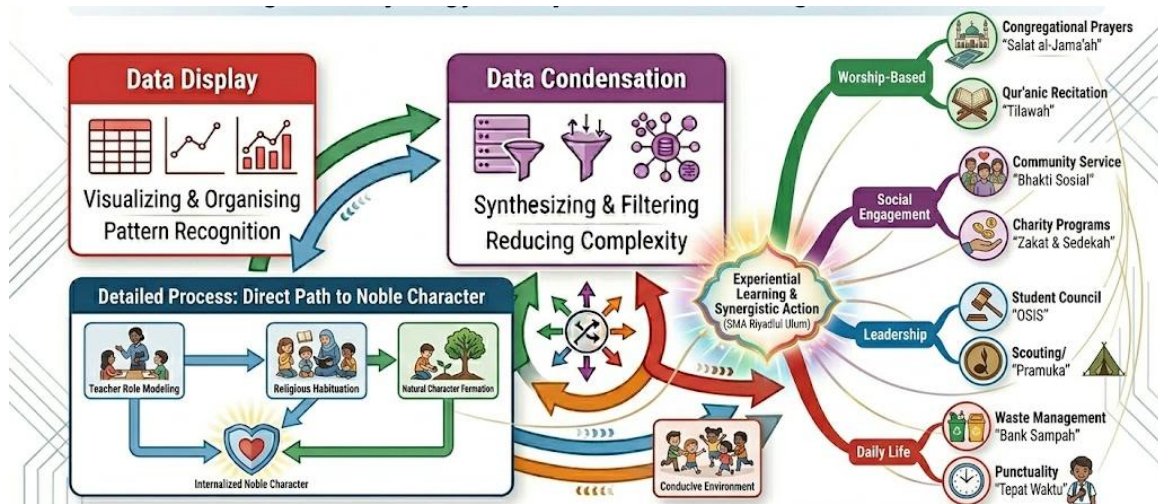 Data Display
Visualizing & Organising
Pattern Recognition
Data Condensation
Synthesizing & Filtering
Reducing Complexity
Detailed Process: Direct Path to Noble Character
Teacher Role Modeling
Religious Habituation
Natural Character Fermation
Internalized Noble Character
Conducive Environment
Experiential
Learning &
Synergistic Action
(SMA Riyadlul Ulum)
Worship-Based
Congregational Prayers
"Salat al-Jama'ah"
Qur'anic Recitation
"Tilawah"
Social
Engagement
Community Service
"Bhakti Sosial"
Charity Programs
"Zakat & Sedekah"
Leadership
Student Council
"OSIS"
Scouting/
"Pramuka"
Daily Life
Waste Management
"Bank Sampah"
Punctuality
"Tepat Waktu"